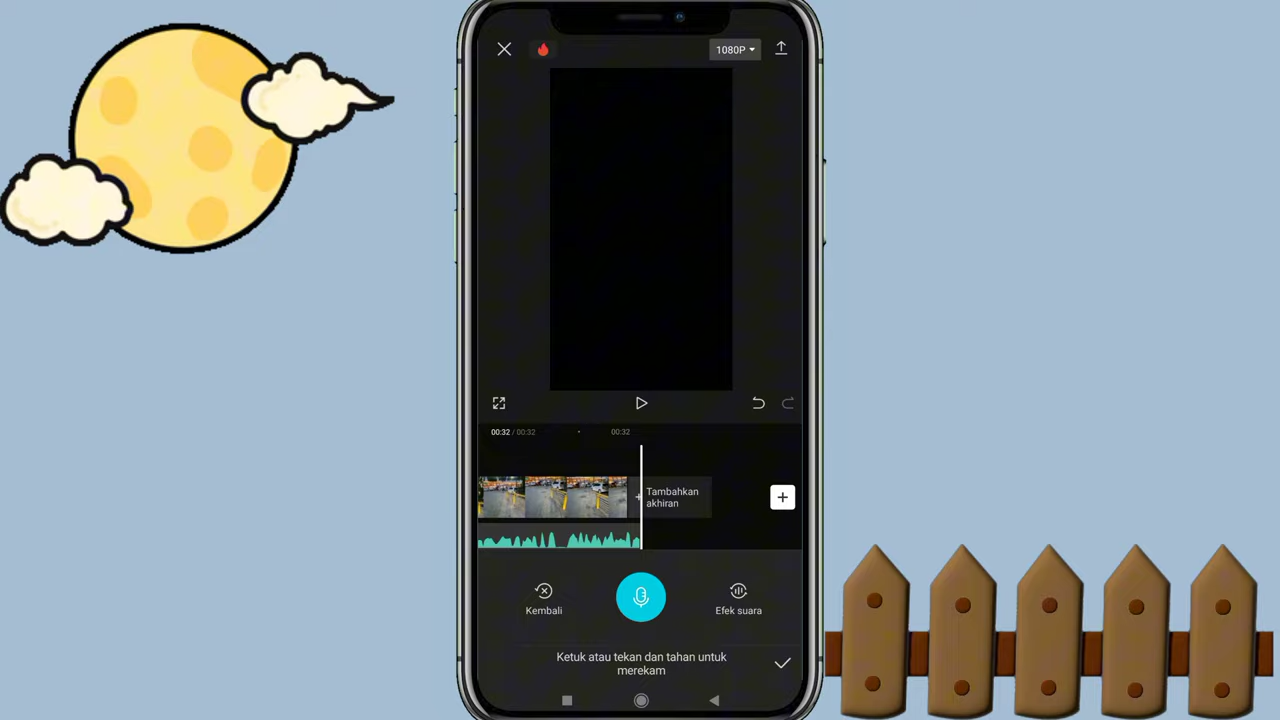 1080P
00:32 / 00:32
00:32
Tambahkan
akhiran
Kembali
Efek suara
Ketuk atau tekan dan tahan untuk
merekam